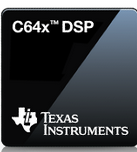 C64x™ DSP
TEXAS
INSTRUMENTS